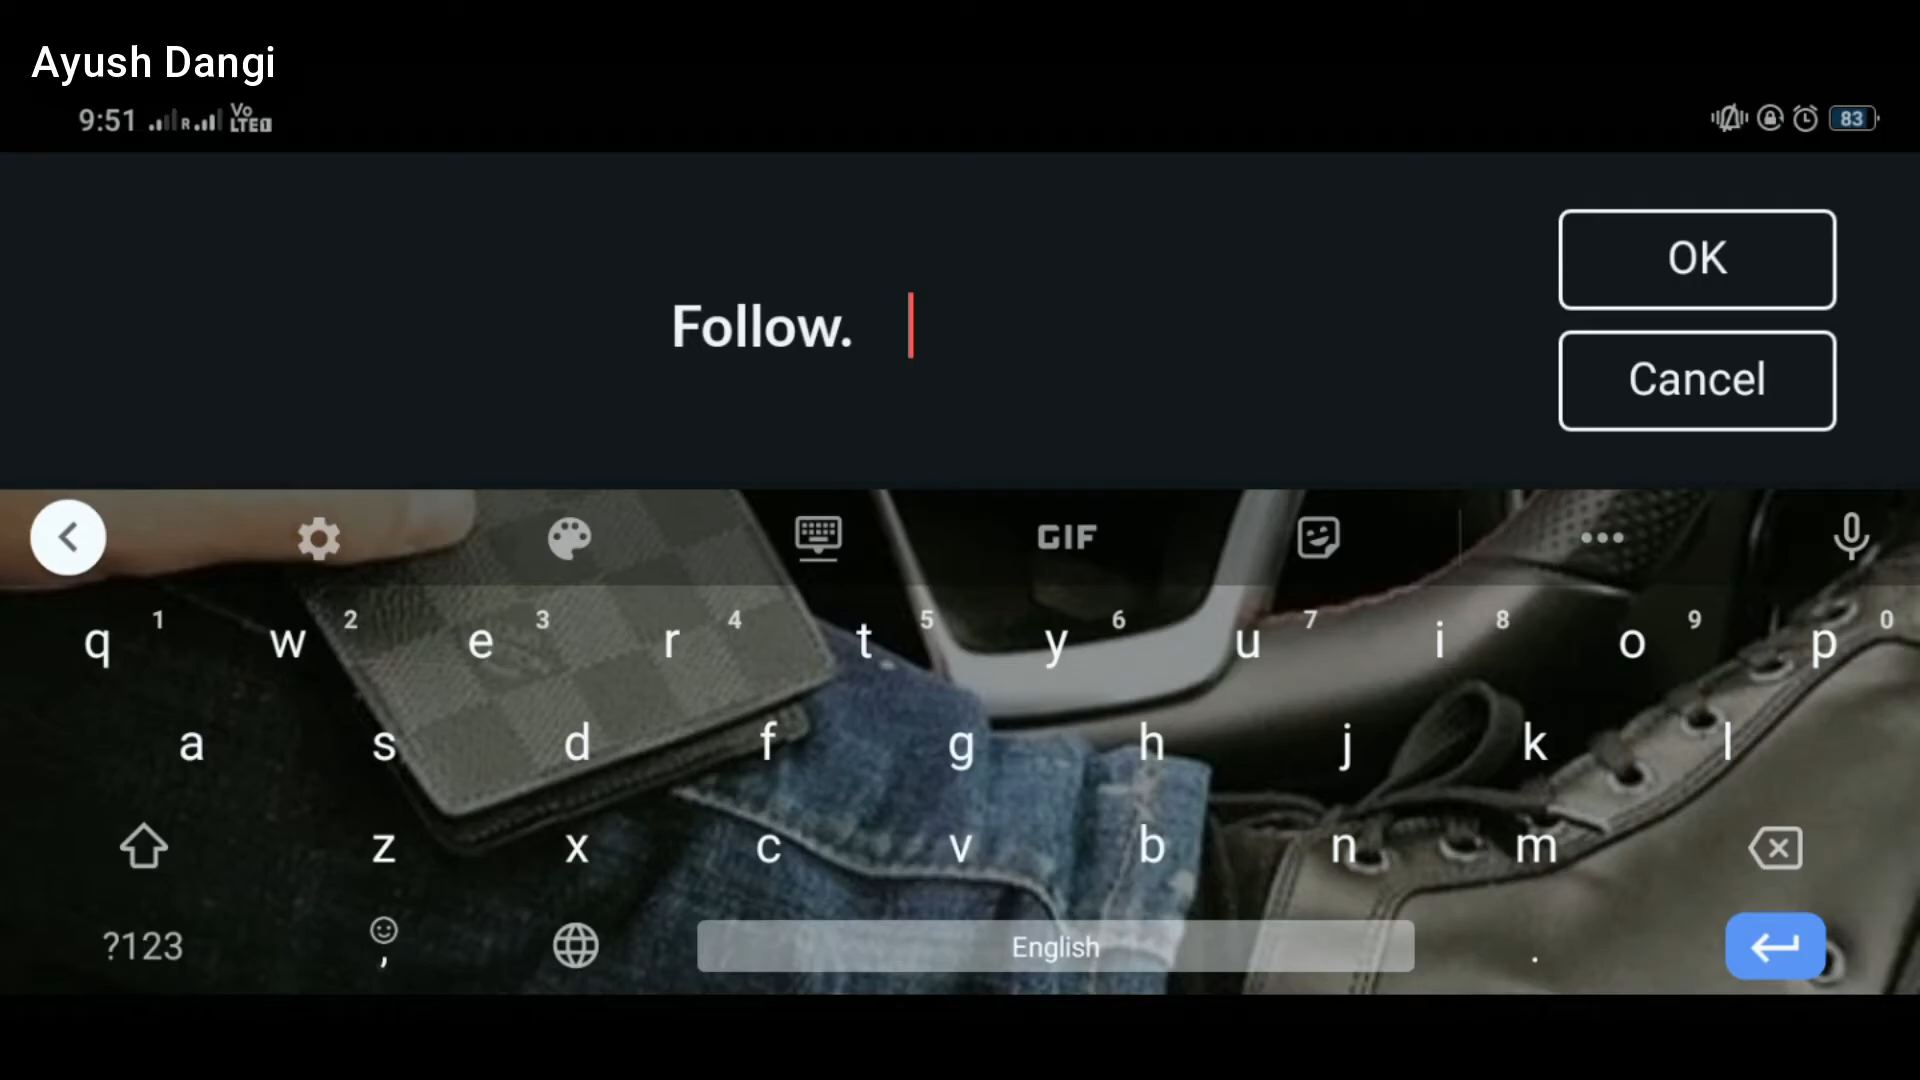 Ayush Dangi
9:51 R Vo LTE 83
OK
Follow.
Cancel
GIF
1 2 3 4 5 6 7 8 9 0
q w e r t y u i o p
a s d f g h j k l
z x c v b n m
?123 , English .